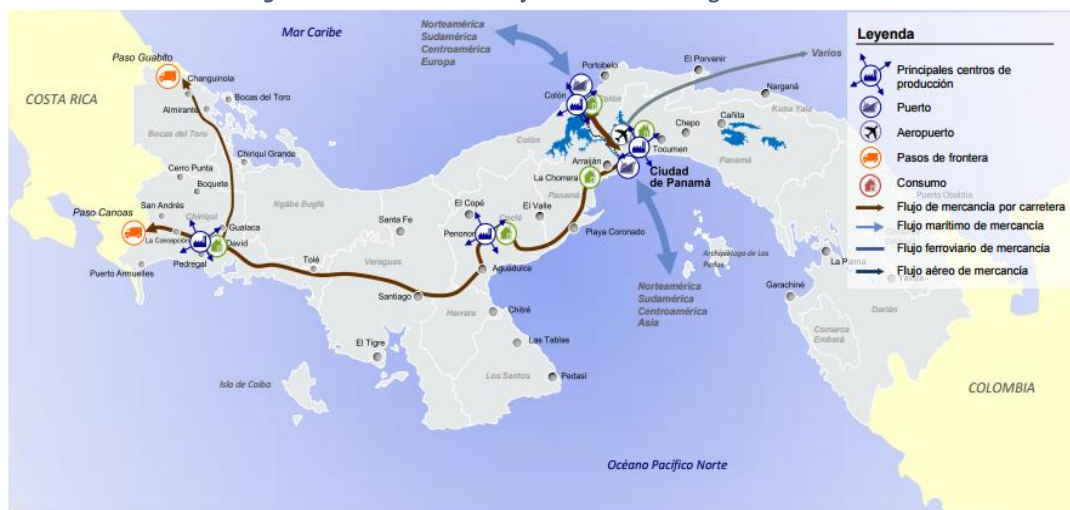 Mar Caribe
Norteamérica
Sudamérica
Centroamérica
Europa
Varios
Leyenda
Principales centros de
producción
Puerto
Aeropuerto
Pasos de frontera
Consumo
Flujo de mercancía por carretera
Flujo marítimo de mercancía
Flujo ferroviario de mercancía
Flujo aéreo de mercancía
Paso Guabito
COSTA RICA
Changuinola
Almirante
Bocas del Toro
Bocas del Toro
Chiriquí Grande
Cerro Punta
Boquete
San Andrés
Chiriquí
Ngäbe Buglé
Paso Canoas
La Concepción
Gualaca
David
Pedregal
Puerto Armuelles
Tolé
Santa Fe
Veraguas
Santiago
El Tigre
Isla de Coiba
El Copé
Coclé
El Valle
Penonomé
Aguadulce
Herrera
Chitré
Las Tablas
Los Santos
Pedasí
Portobelo
Colón
Colón
Colón
El Porvenir
Narganá
Kuna Yala
Cañita
Chepo
Panamá
Tocumen
Arraiján
Ciudad
de Panamá
La Chorrera
Panamá
Playa Coronado
Archipiélago de Las
Perlas
Norteamérica
Sudamérica
Centroamérica
Asia
Puerto Obaldía
La Palma
Yaviza
Garachiné
Darién
Comarca
Emberá
COLOMBIA
Océano Pacífico Norte